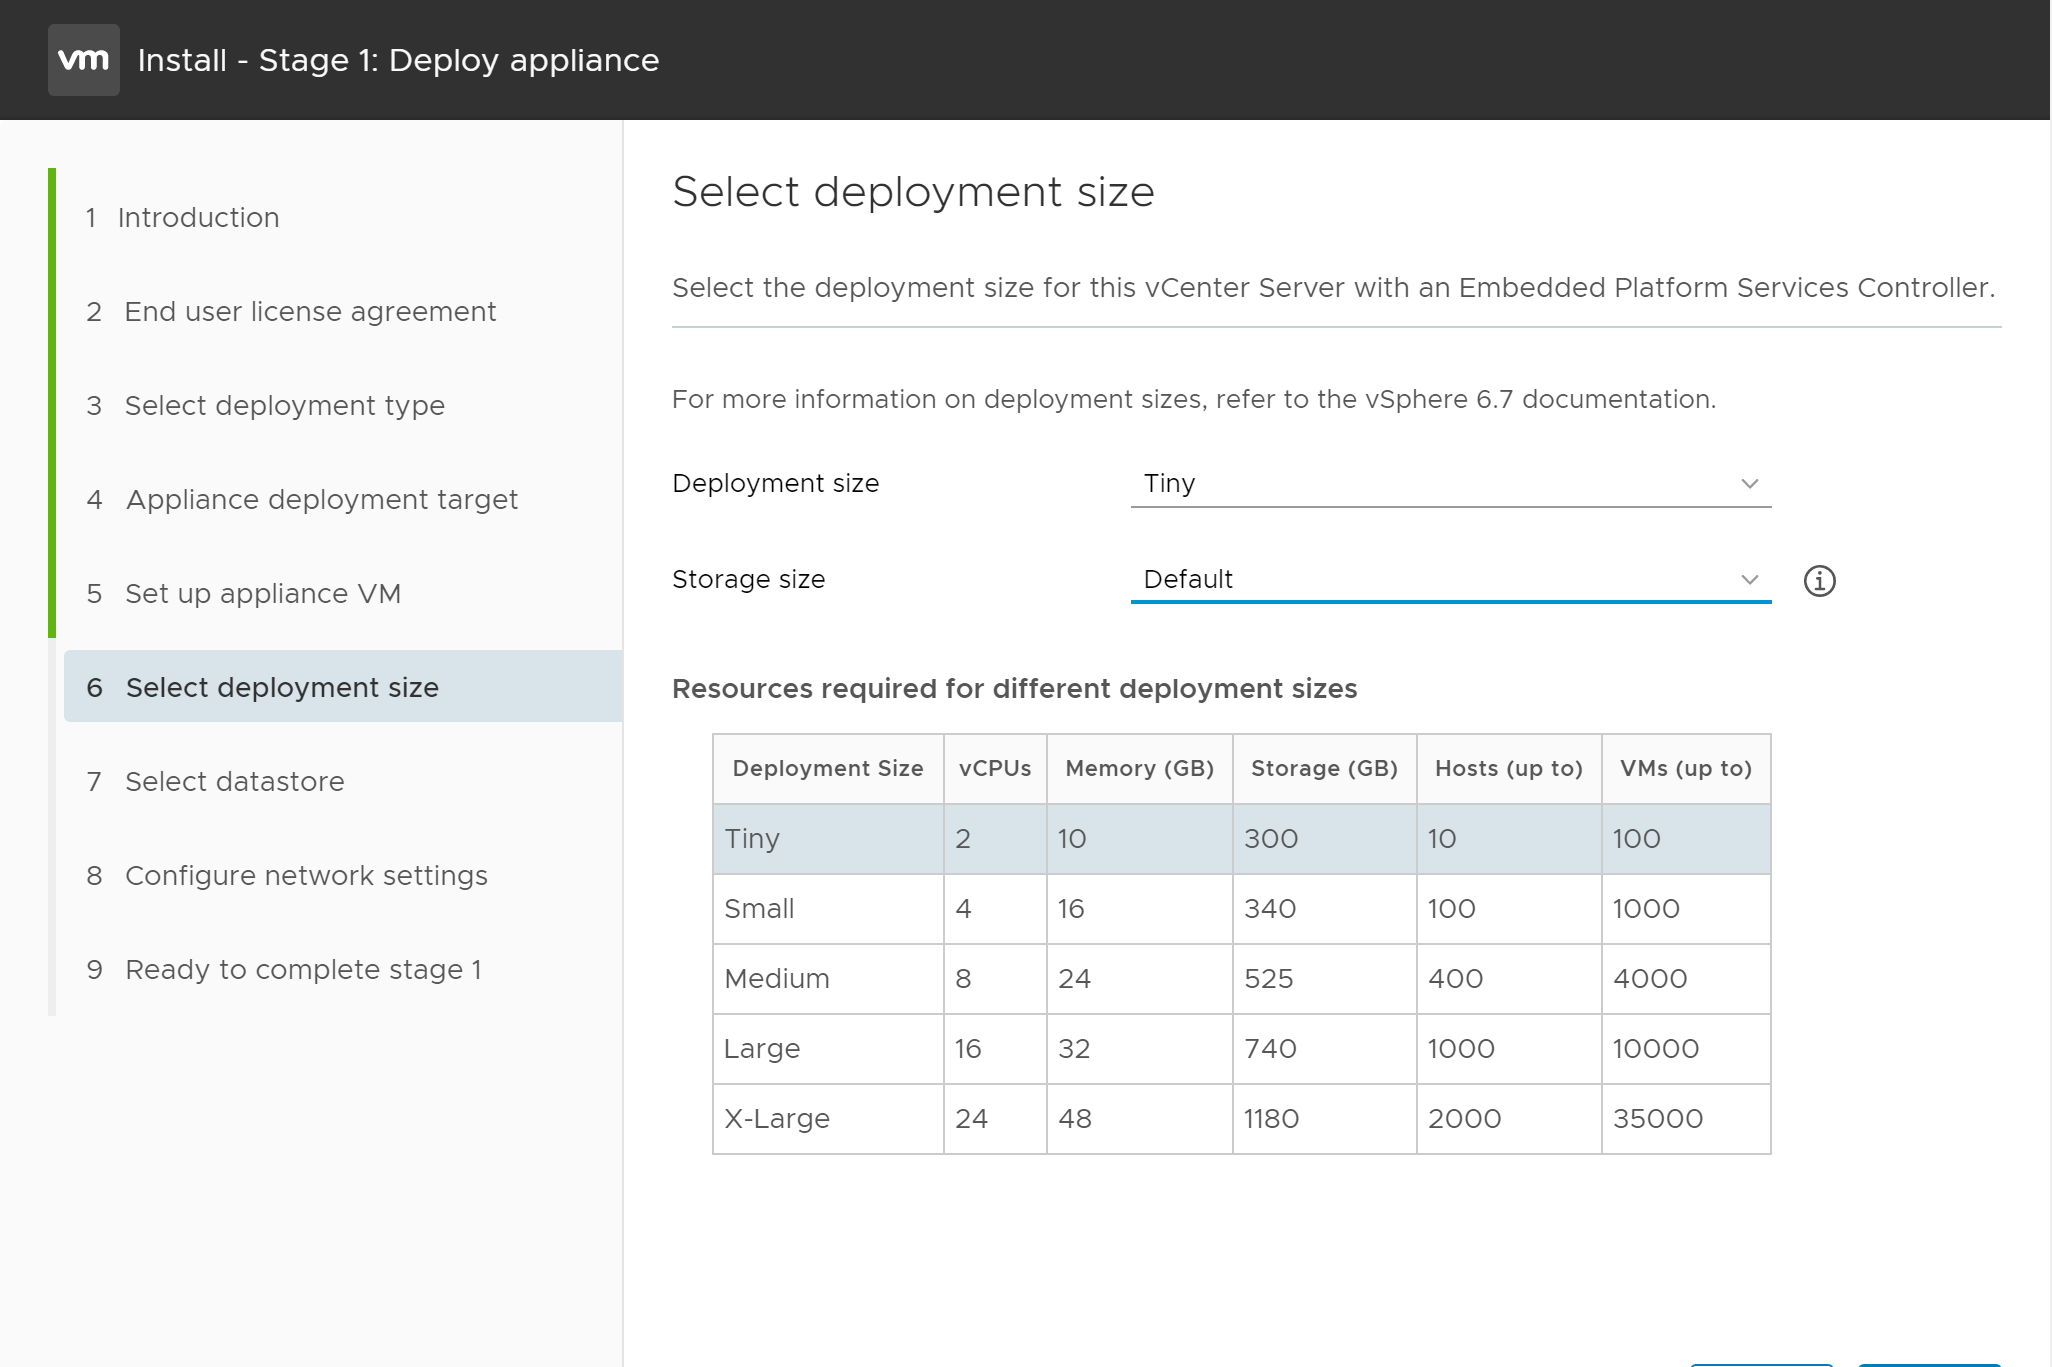 vm Install - Stage 1: Deploy appliance
1 Introduction
2 End user license agreement
3 Select deployment type
4 Appliance deployment target
5 Set up appliance VM
6 Select deployment size
7 Select datastore
8 Configure network settings
9 Ready to complete stage 1
Select deployment size
Select the deployment size for this vCenter Server with an Embedded Platform Services Controller.
For more information on deployment sizes, refer to the vSphere 6.7 documentation.
Deployment size Tiny
Storage size Default
Resources required for different deployment sizes
Deployment Size vCPUs Memory (GB) Storage (GB) Hosts (up to) VMs (up to)
Tiny 2 10 300 10 100
Small 4 16 340 100 1000
Medium 8 24 525 400 4000
Large 16 32 740 1000 10000
X-Large 24 48 1180 2000 35000